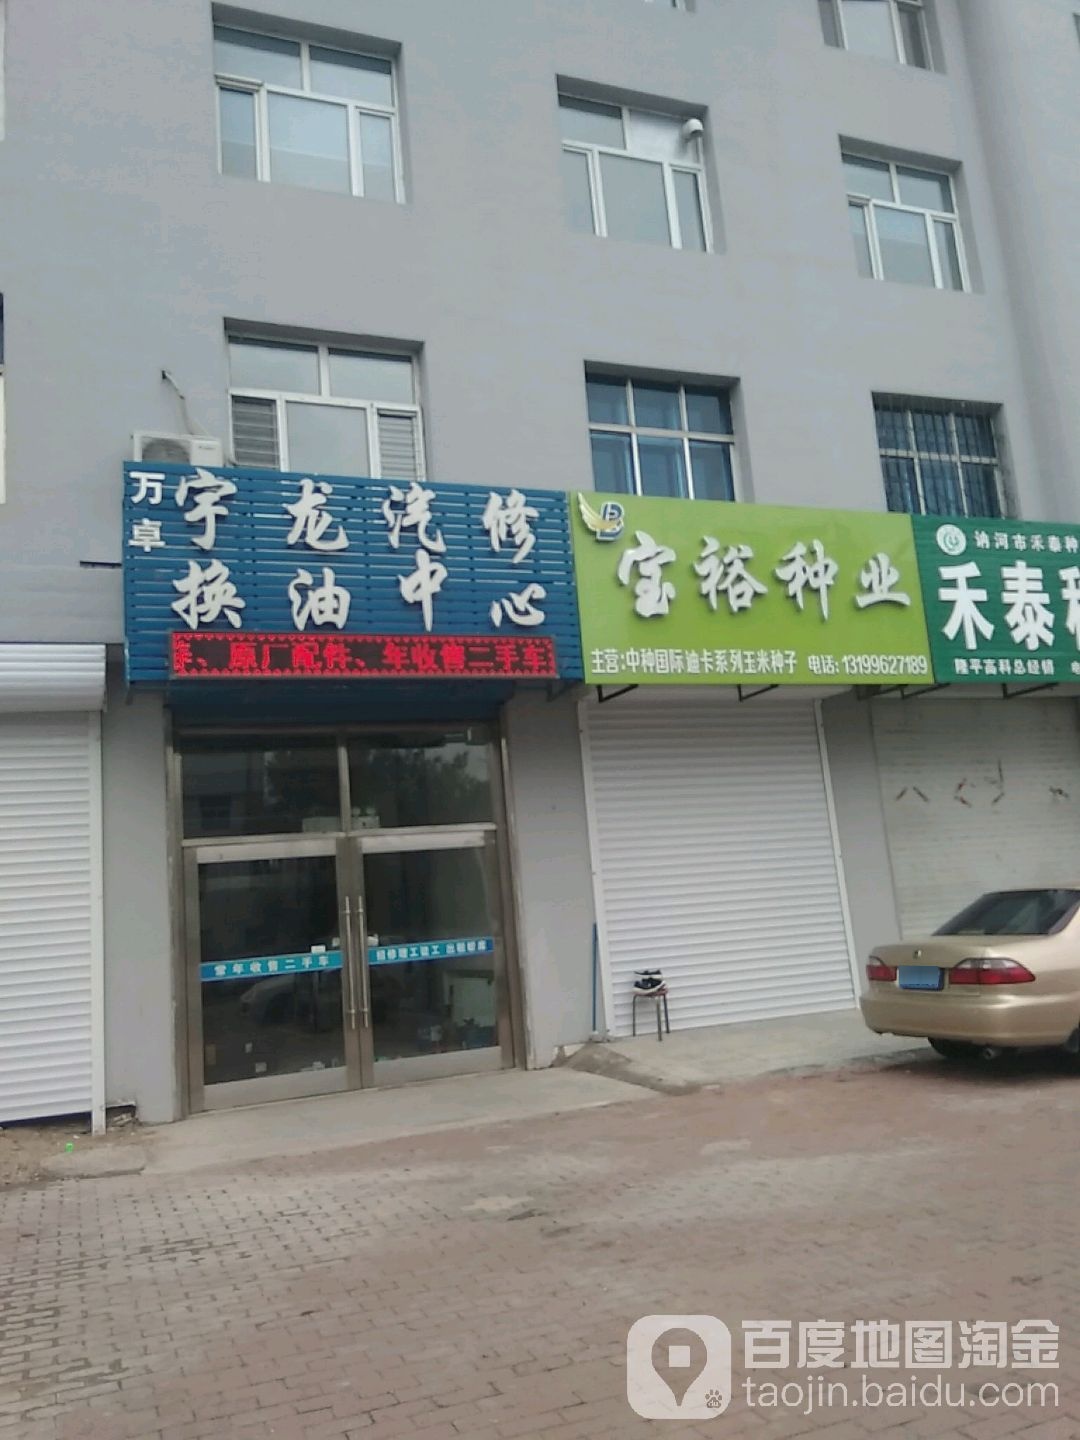 万卓
宇龙汽修
换油中心
、原厂配件、年收售二手车
宝裕种业
主营:中种国际迪卡系列玉米种子 电话:13199627189
讷河市禾泰种
禾泰
隆平高科总经销
常年收售二手车
出租
百度地图淘金
taojin.baidu.com